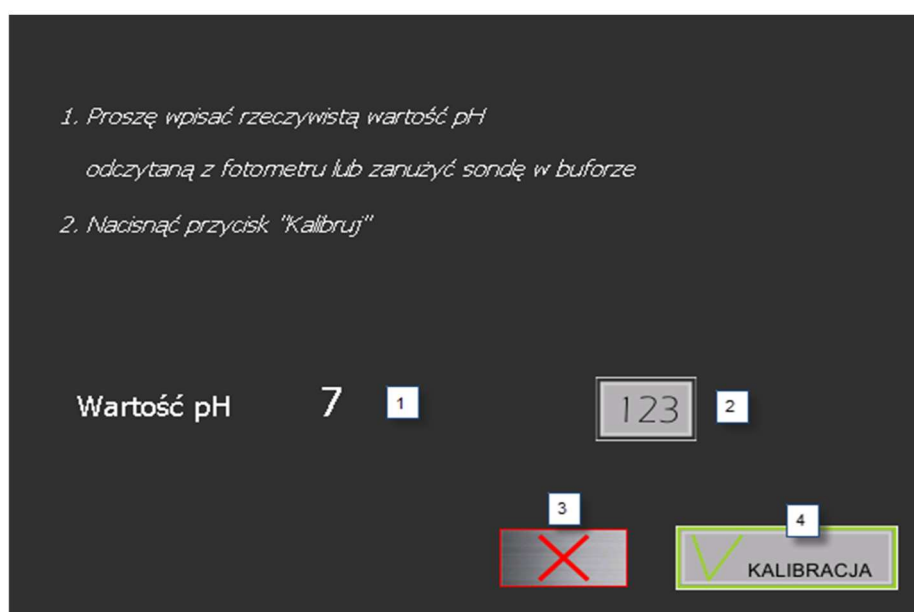 1. Proszę wpisać rzeczywistą wartość pH
odczytaną z fotometru lub zanużyć sondę w buforze
2. Nacisnąć przycisk "Kalibruj"
Wartość pH 7 1 123 2
3
4
KALIBRACJA